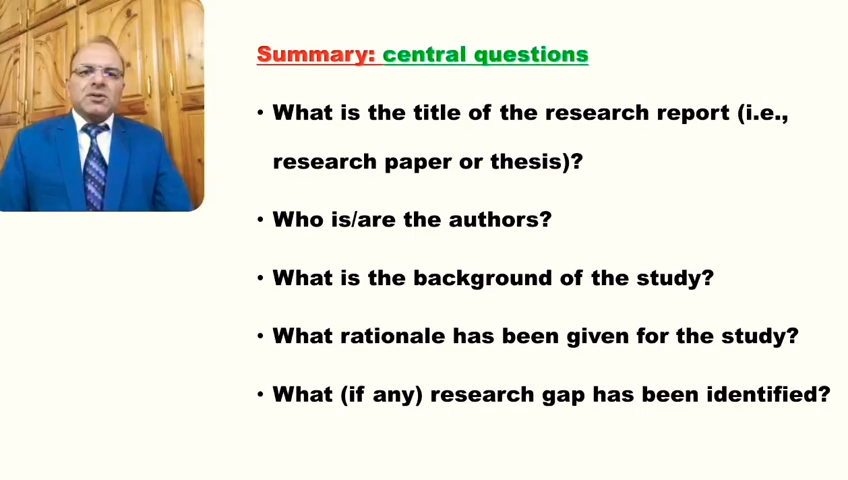 Summary: central questions
• What is the title of the research report (i.e.,
research paper or thesis)?
• Who is/are the authors?
• What is the background of the study?
• What rationale has been given for the study?
• What (if any) research gap has been identified?